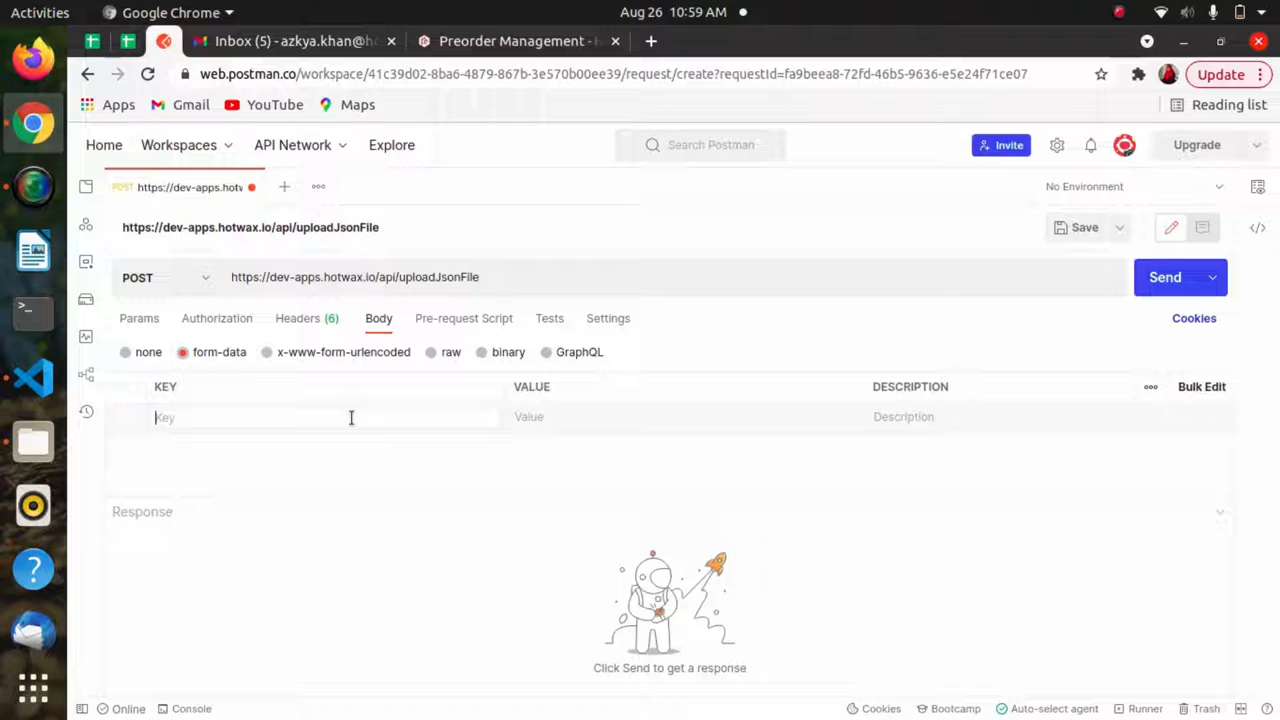 Activities Google Chrome Aug 26 10:59 AM
Inbox (5) - azkya.khan@h Preorder Management - h
web.postman.co/workspace/41c39d02-8ba6-4879-867b-3e570b00ee39/request/create?requestId=fa9beea8-72fd-46b5-9636-e5e24f71ce07 Update
Apps Gmail YouTube Maps Reading list
Home Workspaces API Network Explore Search Postman Invite Upgrade
POST https://dev-apps.hotw No Environment
https://dev-apps.hotwax.io/api/uploadJsonFile Save
POST https://dev-apps.hotwax.io/api/uploadJsonFile Send
Params Authorization Headers (6) Body Pre-request Script Tests Settings Cookies
none form-data x-www-form-urlencoded raw binary GraphQL
KEY VALUE DESCRIPTION Bulk Edit
Key Value Description
Response
Click Send to get a response
Online Console Cookies Bootcamp Auto-select agent Runner Trash